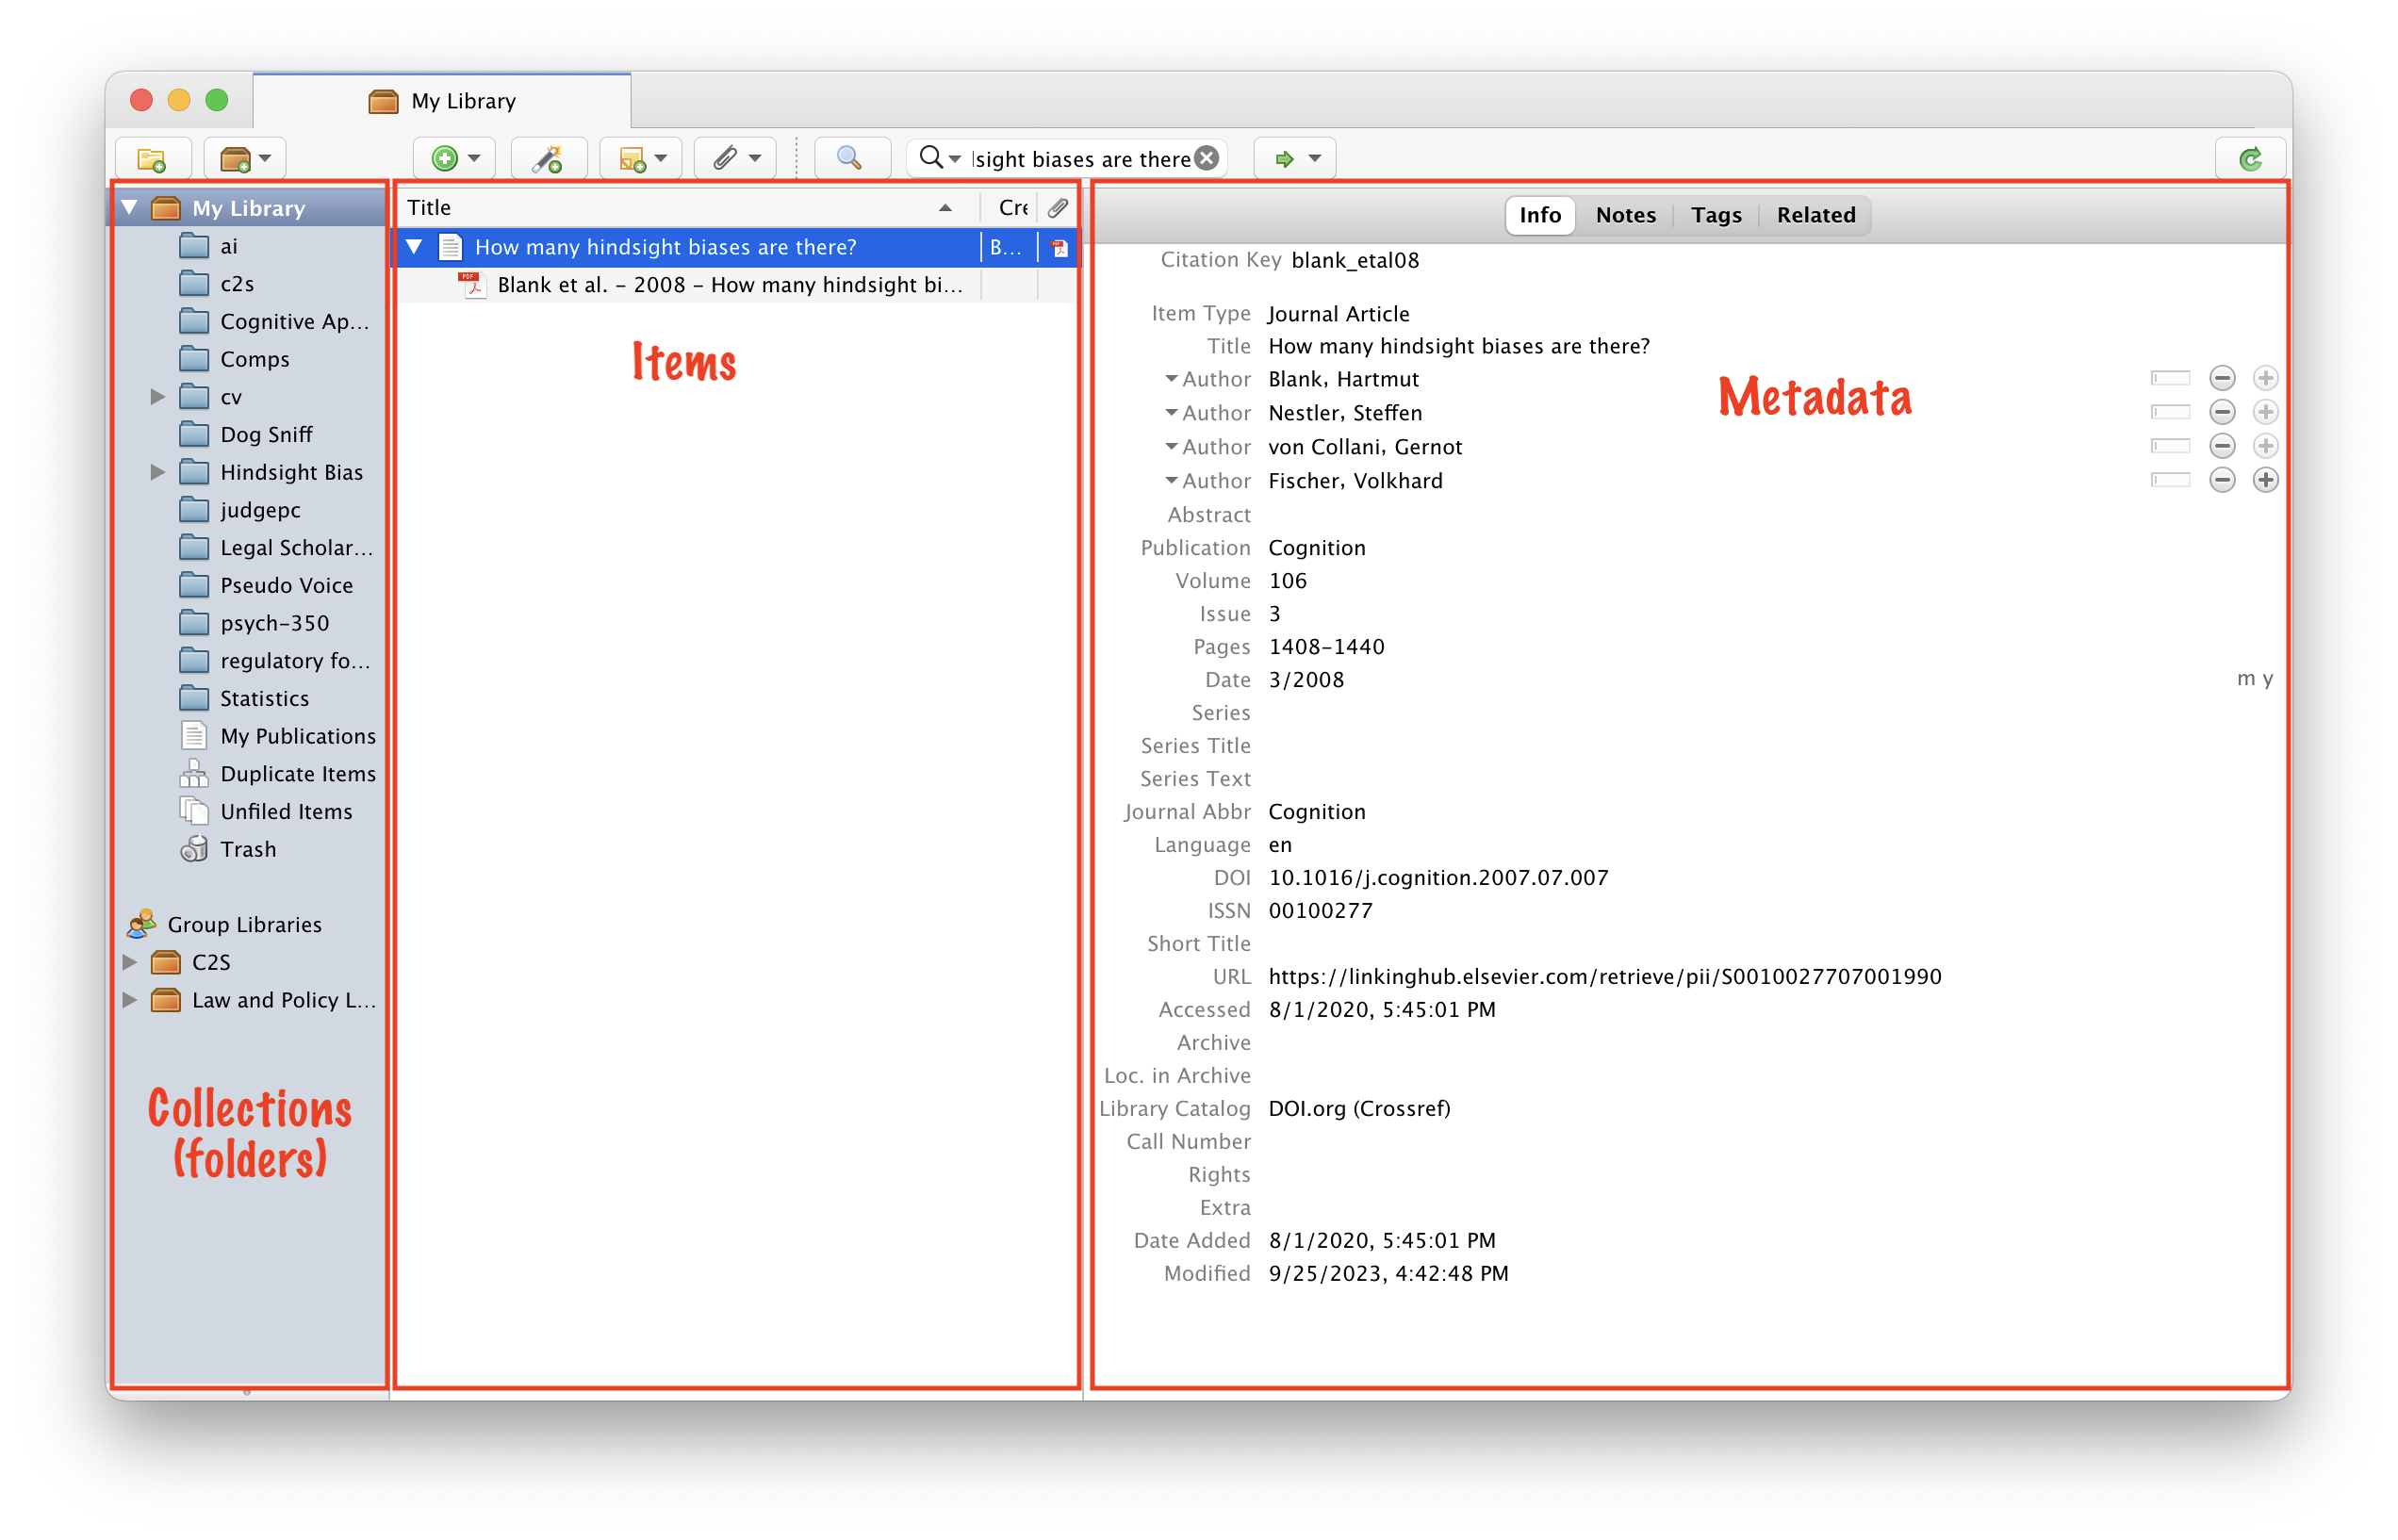 My Library
sight biases are there
My Library
ai
c2s
Cognitive Ap...
Comps
cv
Dog Sniff
Hindsight Bias
judgepc
Legal Scholar...
Pseudo Voice
psych-350
regulatory fo...
Statistics
My Publications
Duplicate Items
Unfiled Items
Trash
Group Libraries
C2S
Law and Policy L...
Collections
(folders)
Title Cre
How many hindsight biases are there? B...
PDF Blank et al. - 2008 - How many hindsight bi...
Items
Info Notes Tags Related
Metadata
Citation Key blank_etal08
Item Type Journal Article
Title How many hindsight biases are there?
Author Blank, Hartmut
Author Nestler, Steffen
Author von Collani, Gernot
Author Fischer, Volkhard
Abstract
Publication Cognition
Volume 106
Issue 3
Pages 1408-1440
Date 3/2008 m y
Series
Series Title
Series Text
Journal Abbr Cognition
Language en
DOI 10.1016/j.cognition.2007.07.007
ISSN 00100277
Short Title
URL https://linkinghub.elsevier.com/retrieve/pii/S0010027707001990
Accessed 8/1/2020, 5:45:01 PM
Archive
Loc. in Archive
Library Catalog DOI.org (Crossref)
Call Number
Rights
Extra
Date Added 8/1/2020, 5:45:01 PM
Modified 9/25/2023, 4:42:48 PM